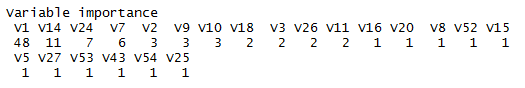 Variable importance
V1 V14 V24 V7 V2 V9 V10 V18 V3 V26 V11 V16 V20 V8 V52 V15
48 11 7 6 3 3 3 2 2 2 2 1 1 1 1 1
V5 V27 V53 V43 V54 V25
1 1 1 1 1 1